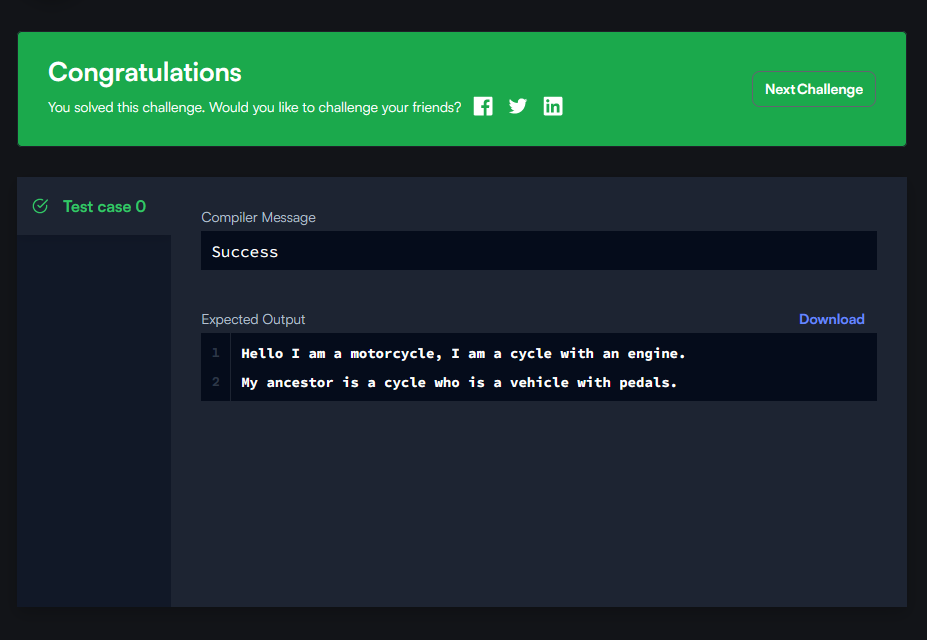 Congratulations
You solved this challenge. Would you like to challenge your friends?
Next Challenge
Test case 0
Compiler Message
Success
Expected Output
Download
1 Hello I am a motorcycle, I am a cycle with an engine.
2 My ancestor is a cycle who is a vehicle with pedals.